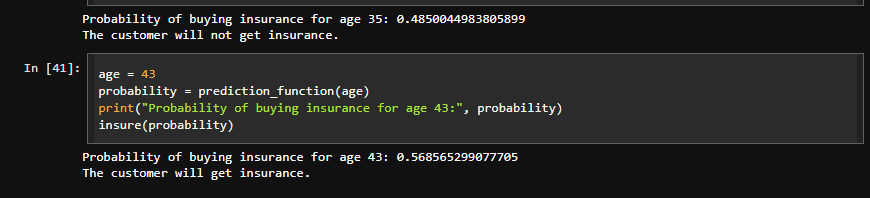 Probability of buying insurance for age 35: 0.4850044983805899
The customer will not get insurance.
In [41]:
age = 43
probability = prediction_function(age)
print("Probability of buying insurance for age 43:", probability)
insure(probability)
Probability of buying insurance for age 43: 0.568565299077705
The customer will get insurance.